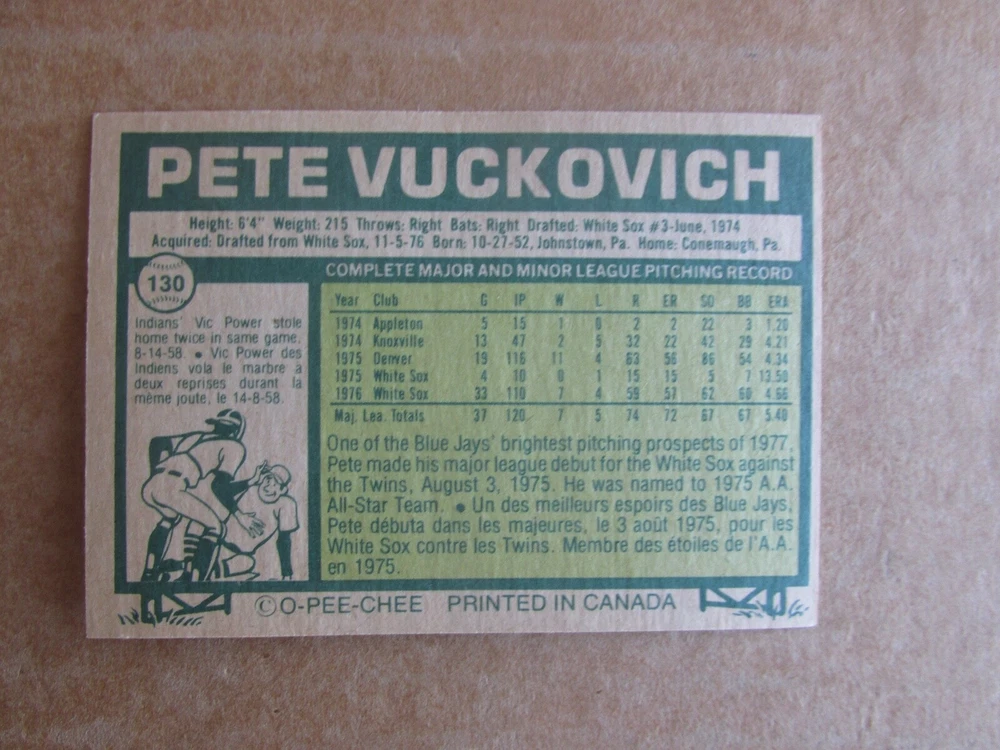 PETE VUCKOVICH
Height: 6'4" Weight: 215 Throws: Right Bats: Right Drafted: White Sox #3-June, 1974
Acquired: Drafted from White Sox, 11-5-76 Born: 10-27-52, Johnstown, Pa. Home: Conemaugh, Pa.
130
Indians' Vic Power stole
home twice in same game.
8-14-58. ● Vic Power des
Indiens vola le marbre à
deux reprises durant la
même joute, le 14-8-58.
COMPLETE MAJOR AND MINOR LEAGUE PITCHING RECORD
Year Club G IP W L R ER SO BB ERA
1974 Appleton 5 15 1 0 2 2 22 3 1.20
1974 Knoxville 13 47 2 5 32 22 42 29 4.21
1975 Denver 19 116 11 4 63 56 86 54 4.34
1975 White Sox 4 10 0 1 15 15 5 7 13.50
1976 White Sox 33 110 7 4 59 57 62 60 4.66
Maj. Lea. Totals 37 120 7 5 74 72 67 67 5.40
One of the Blue Jays' brightest pitching prospects of 1977,
Pete made his major league debut for the White Sox against
the Twins, August 3, 1975. He was named to 1975 A.A.
All-Star Team. ● Un des meilleurs espoirs des Blue Jays,
Pete débuta dans les majeures, le 3 août 1975, pour les
White Sox contre les Twins. Membre des étoiles de l'A.A.
en 1975.
© O-PEE-CHEE PRINTED IN CANADA